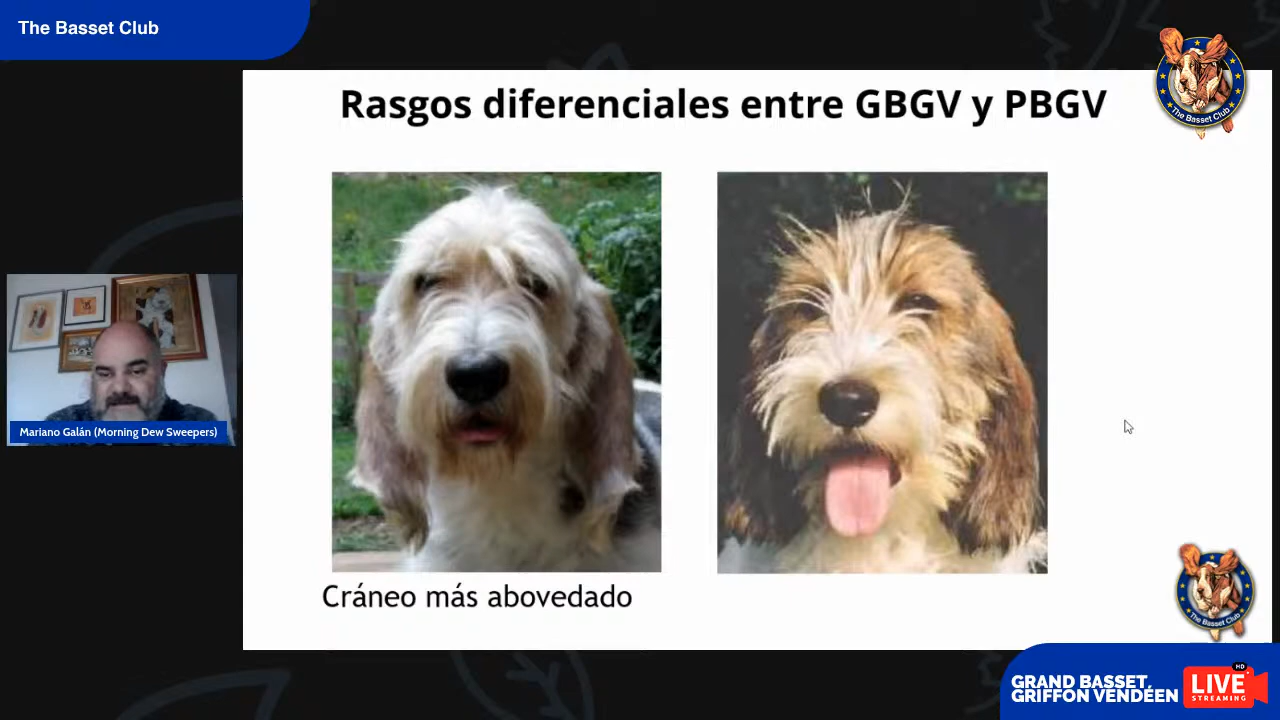 The Basset Club
Rasgos diferenciales entre GBGV y PBGV
The Basset Club
Mariano Galán (Morning Dew Sweepers)
Cráneo más abovedado
The Basset Club
GRAND BASSET,
GRIFFON VENDÉEN
HD
LIVE
STREAMING